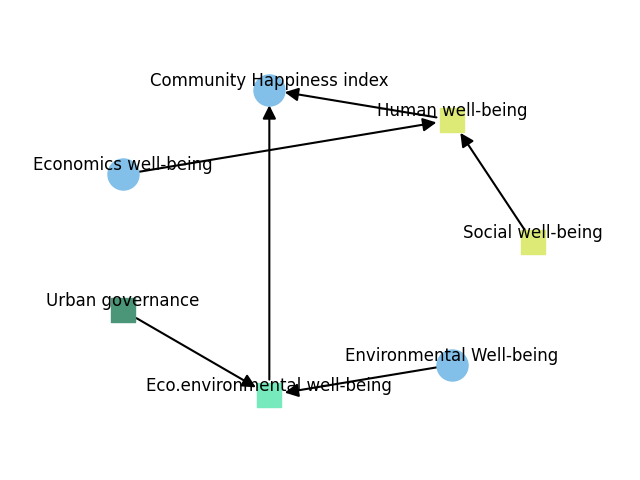 Community Happiness index
Human well-being
Economics well-being
Social well-being
Urban governance
Environmental Well-being
Eco.environmental well-being